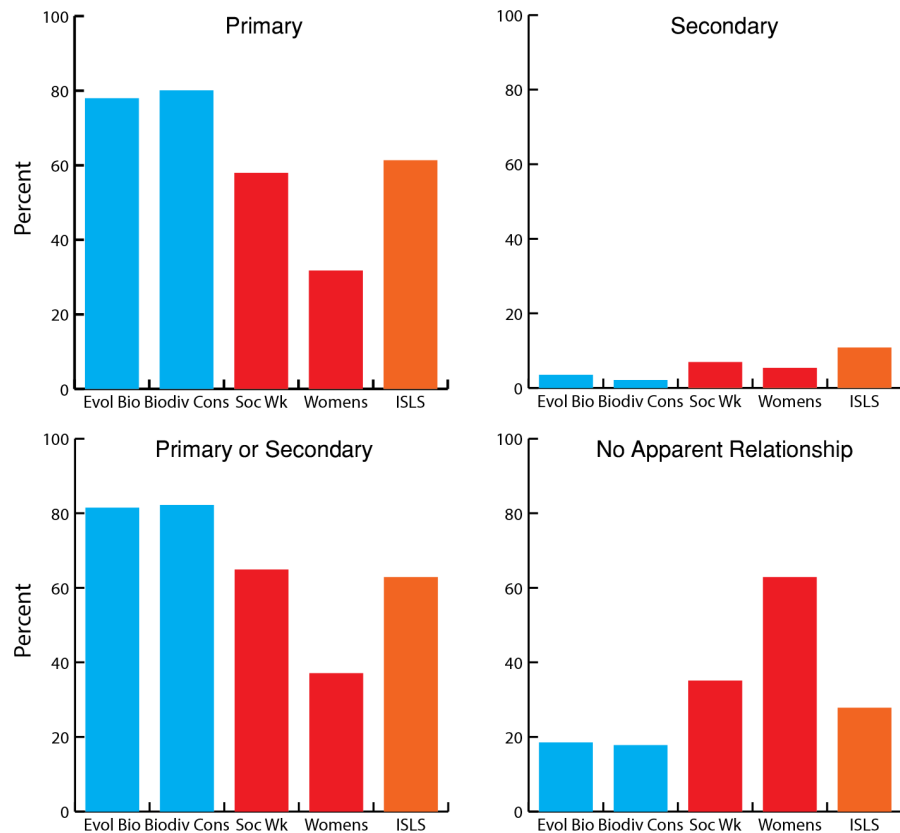 Primary
Percent
100
80
60
40
20
0
Evol Bio Biodiv Cons Soc Wk Womens ISLS
Secondary
100
80
60
40
20
0
Evol Bio Biodiv Cons Soc Wk Womens ISLS
Primary or Secondary
Percent
100
80
60
40
20
0
Evol Bio Biodiv Cons Soc Wk Womens ISLS
No Apparent Relationship
100
80
60
40
20
0
Evol Bio Biodiv Cons Soc Wk Womens ISLS